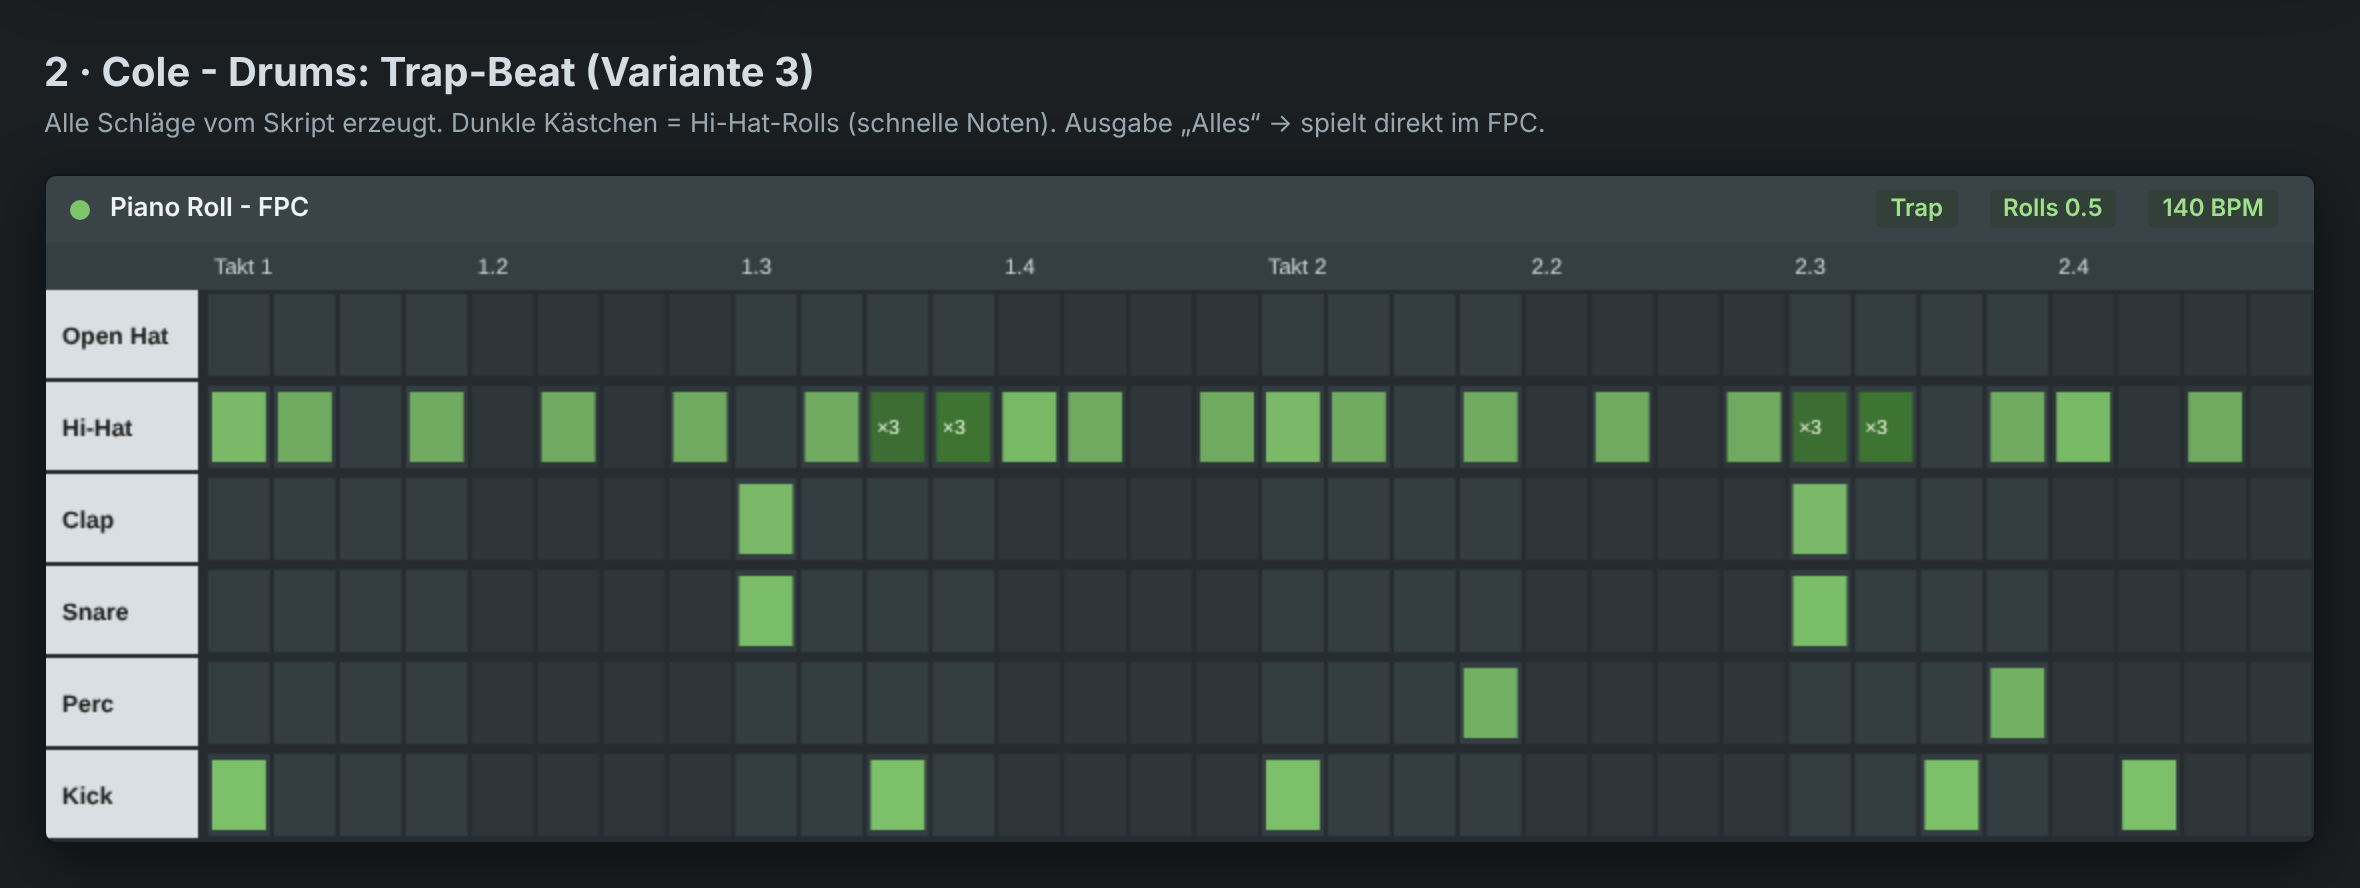 2 · Cole - Drums: Trap-Beat (Variante 3)
Alle Schläge vom Skript erzeugt. Dunkle Kästchen = Hi-Hat-Rolls (schnelle Noten). Ausgabe „Alles“ → spielt direkt im FPC.
Piano Roll - FPC Trap Rolls 0.5 140 BPM
Takt 1 1.2 1.3 1.4 Takt 2 2.2 2.3 2.4
Open Hat
Hi-Hat ×3 ×3 ×3 ×3
Clap
Snare
Perc
Kick